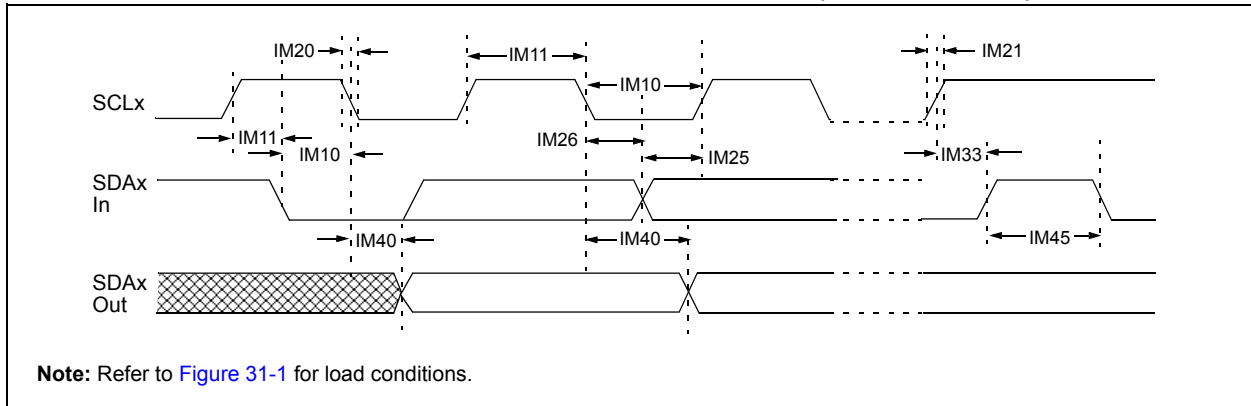 IM20
IM11
IM21
IM10
SCLx
IM11
IM26
IM10
IM25
IM33
SDAx
In
IM40
IM40
IM45
SDAx
Out
Note: Refer to Figure 31-1 for load conditions.